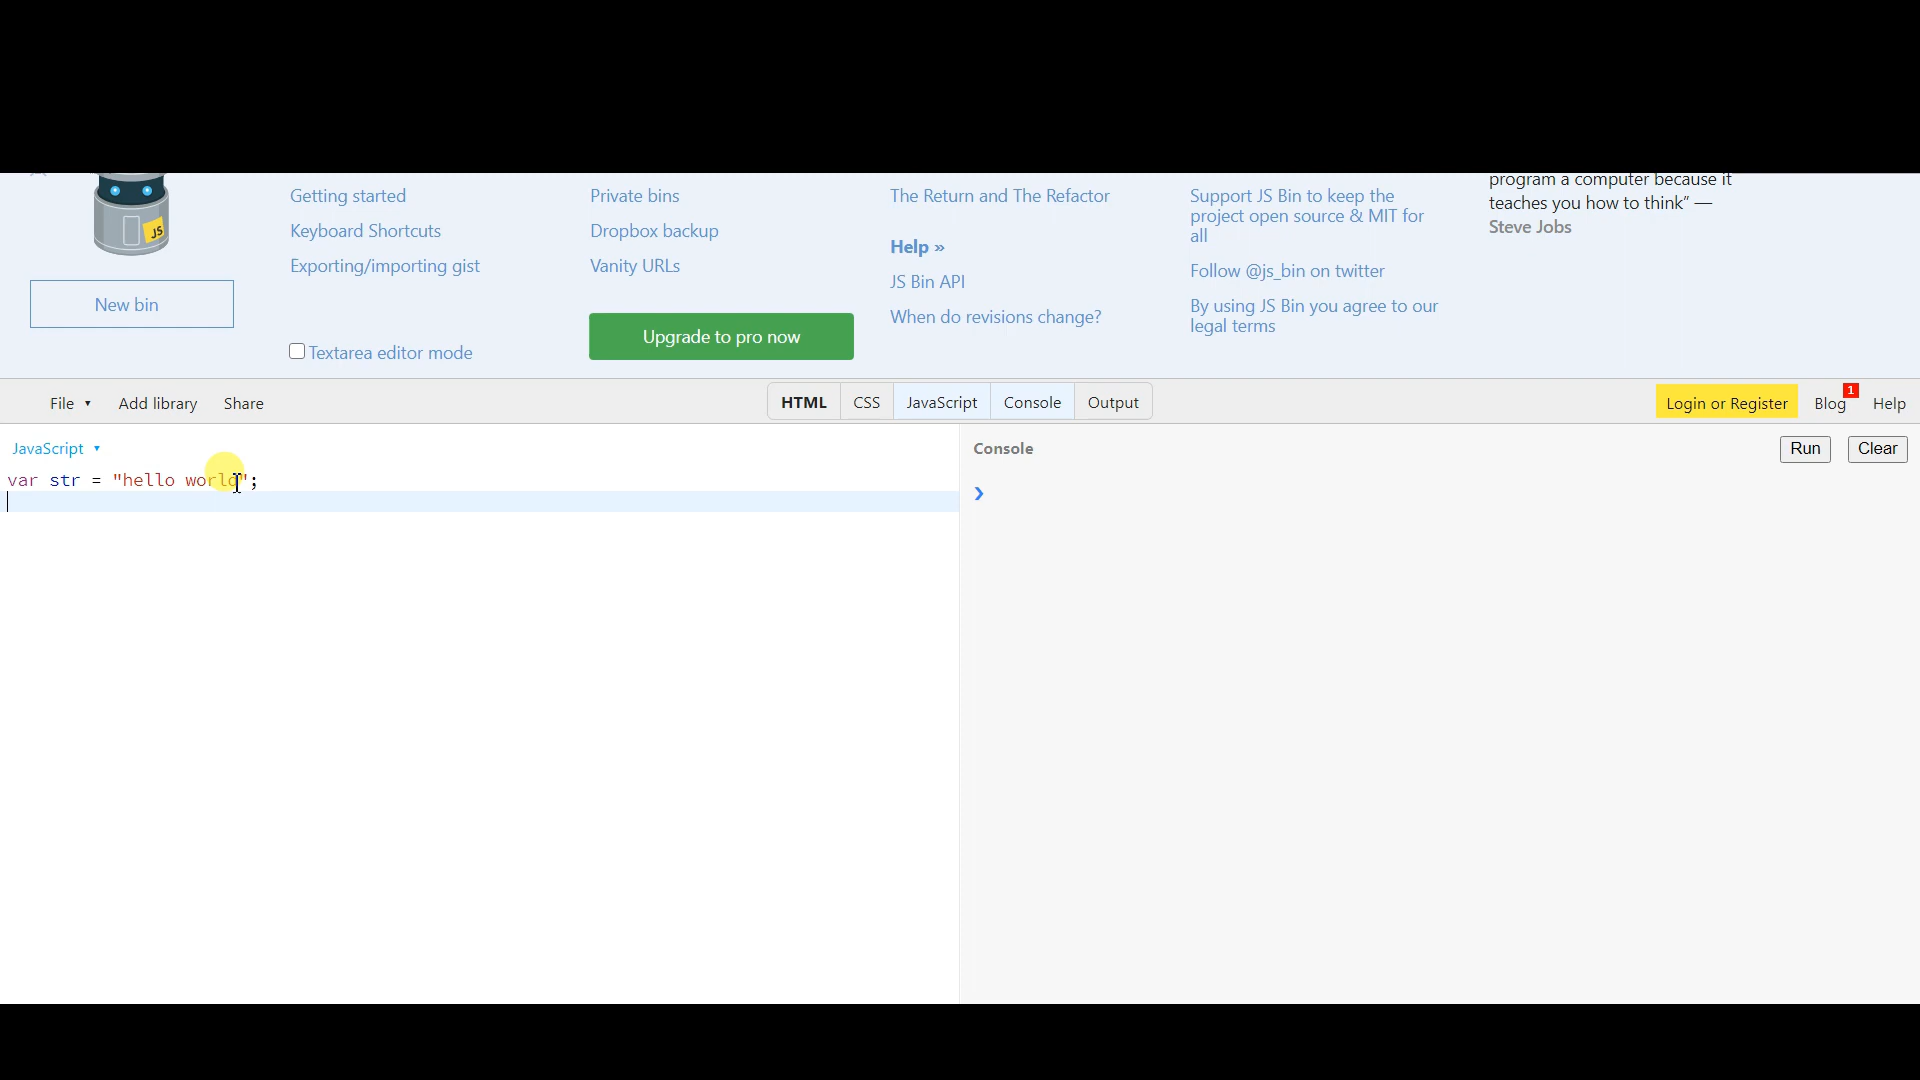 Getting started
Keyboard Shortcuts
Exporting/importing gist
Textarea editor mode
Private bins
Dropbox backup
Vanity URLs
Upgrade to pro now
The Return and The Refactor
Help »
JS Bin API
When do revisions change?
Support JS Bin to keep the
project open source & MIT for
all
Follow @js_bin on twitter
By using JS Bin you agree to our
legal terms
program a computer because it
teaches you how to think” —
Steve Jobs
JS
New bin
File ▾ Add library Share HTML CSS JavaScript Console Output Login or Register Blog 1 Help
JavaScript ▾
var str = "hello world";
Console Run Clear
❯